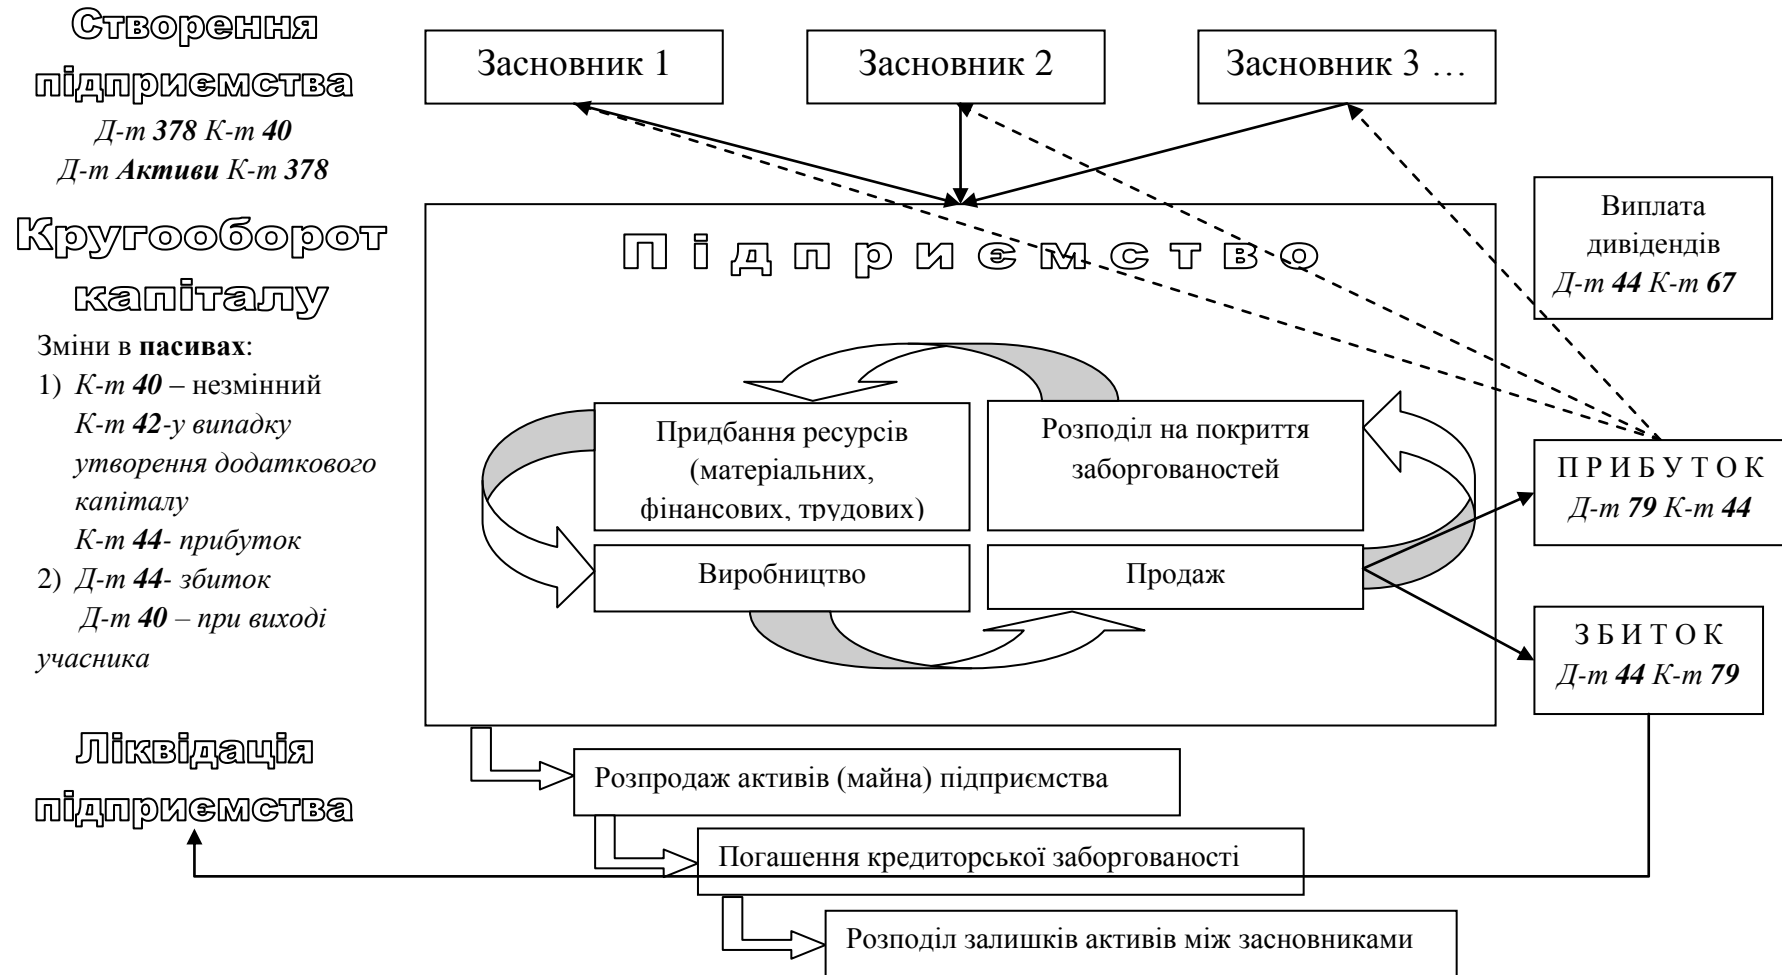 Створення
підприємства
Д-т 378 К-т 40
Д-т Активи К-т 378
Кругооборот
капіталу
Зміни в пасивах:
1) К-т 40 – незмінний
К-т 42-у випадку
утворення додаткового
капіталу
К-т 44- прибуток
2) Д-т 44- збиток
Д-т 40 – при виході
учасника
Ліквідація
підприємства
Засновник 1
Засновник 2
Засновник 3 …
Підприємство
Придбання ресурсів
(матеріальних,
фінансових, трудових)
Розподіл на покриття
заборгованостей
Виробництво
Продаж
Виплата
дивідендів
Д-т 44 К-т 67
ПРИБУТОК
Д-т 79 К-т 44
ЗБИТОК
Д-т 44 К-т 79
Розпродаж активів (майна) підприємства
Погашення кредиторської заборгованості
Розподіл залишків активів між засновниками